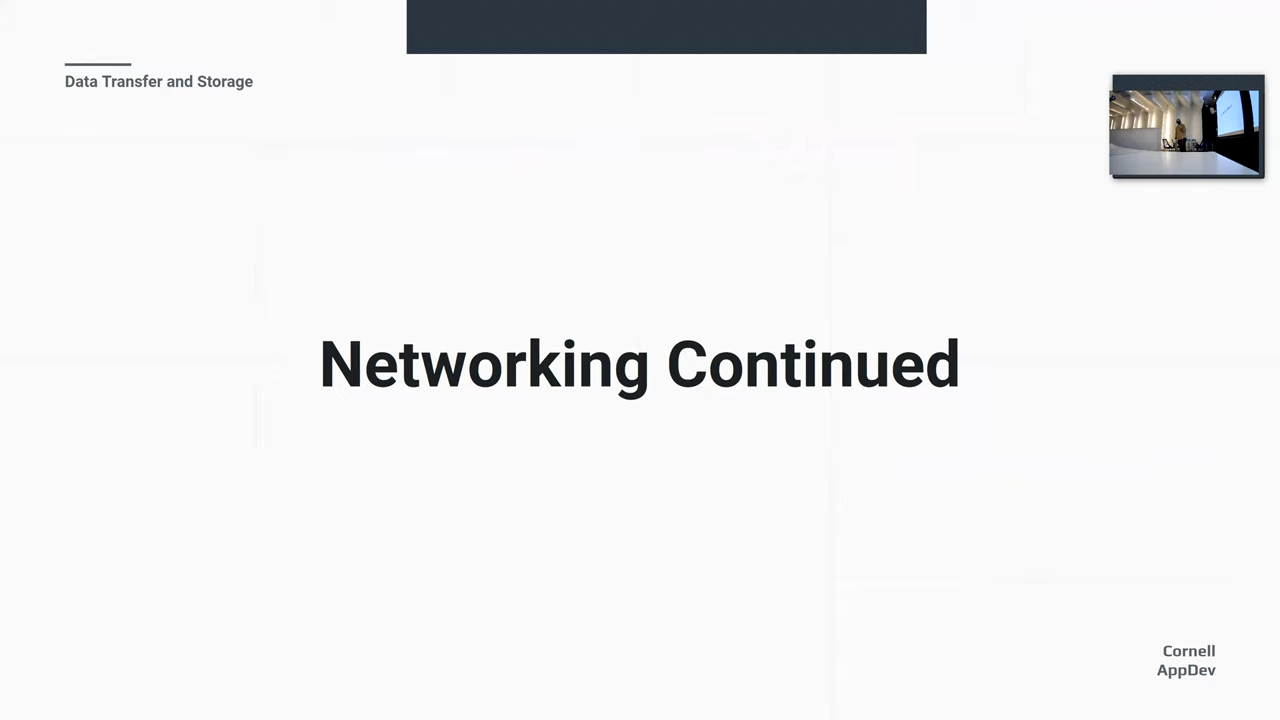 Data Transfer and Storage
Networking Continued
Cornell
AppDev